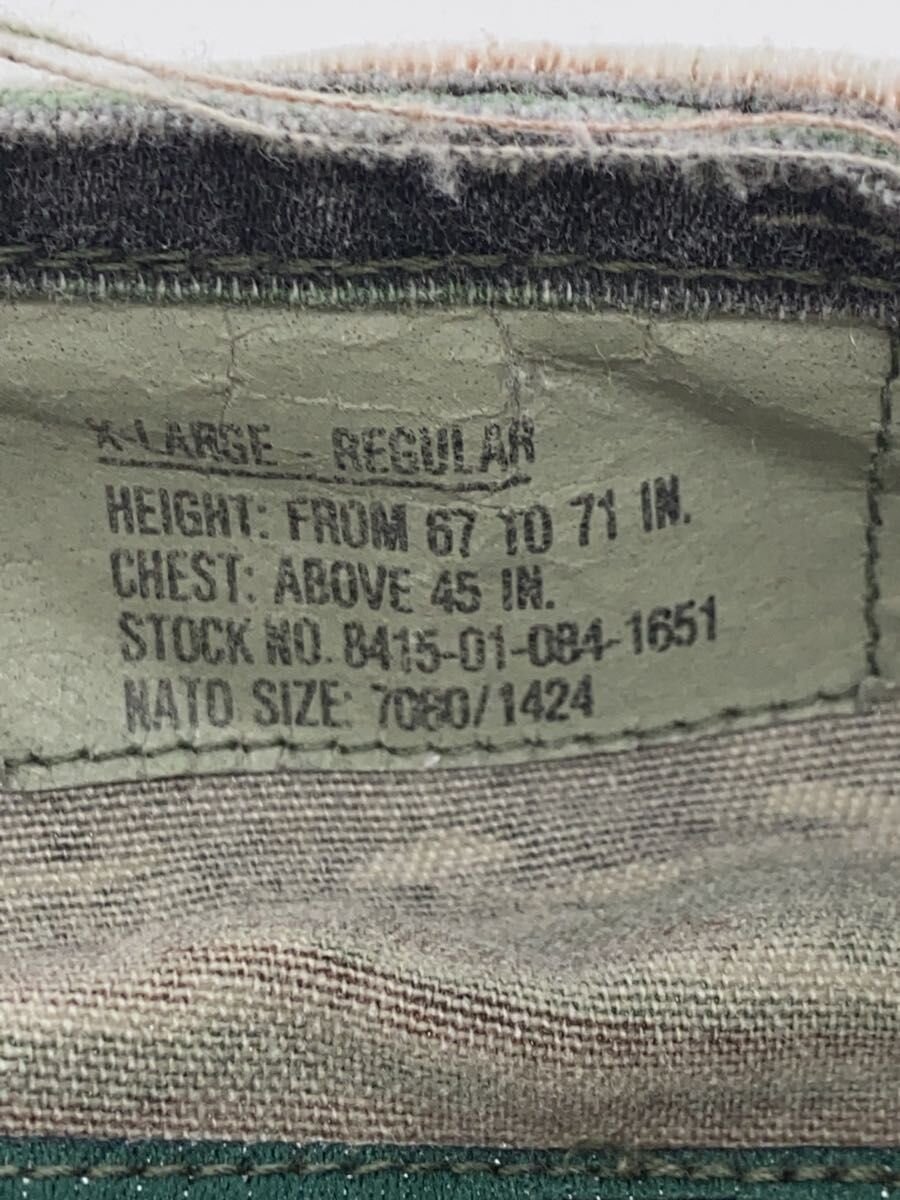 X-LARGE - REGULAR
HEIGHT: FROM 67 TO 71 IN.
CHEST: ABOVE 45 IN.
STOCK NO. 8415-01-084-1651
NATO SIZE: 7080/1424